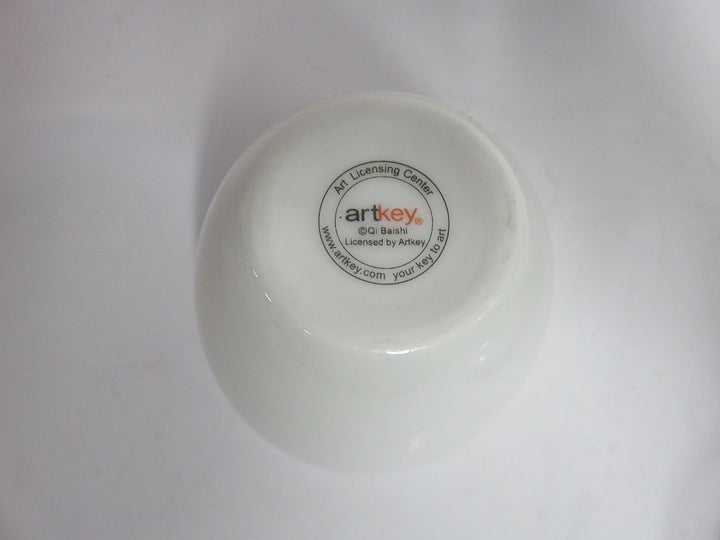 Art Licensing Center
artkey®
©Qi Baishi
Licensed by Artkey
www.artkey.com your key to art